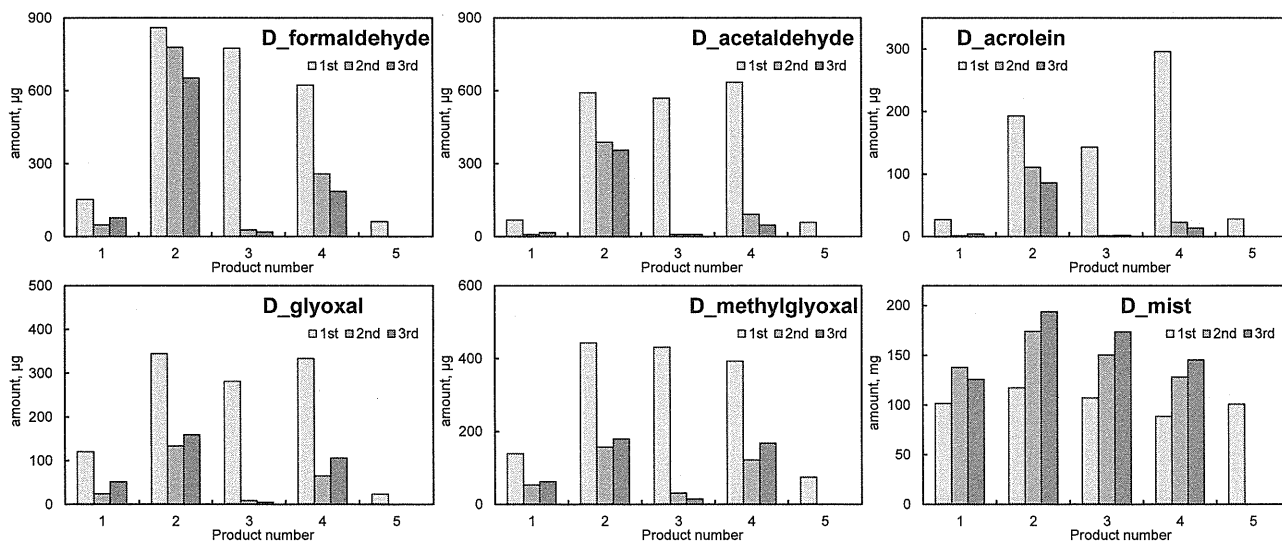 900
600
300
0
amount, µg
D_formaldehyde
1st 2nd 3rd
1 2 3 4 5
Product number
900
600
300
0
amount, µg
D_acetaldehyde
1st 2nd 3rd
1 2 3 4 5
Product number
300
200
100
0
amount, µg
D_acrolein
1st 2nd 3rd
1 2 3 4 5
Product number
500
400
300
200
100
0
amount, µg
D_glyoxal
1st 2nd 3rd
1 2 3 4 5
Product number
600
400
200
0
amount, µg
D_methylglyoxal
1st 2nd 3rd
1 2 3 4 5
Product number
200
150
100
50
0
amount, mg
D_mist
1st 2nd 3rd
1 2 3 4 5
Product number